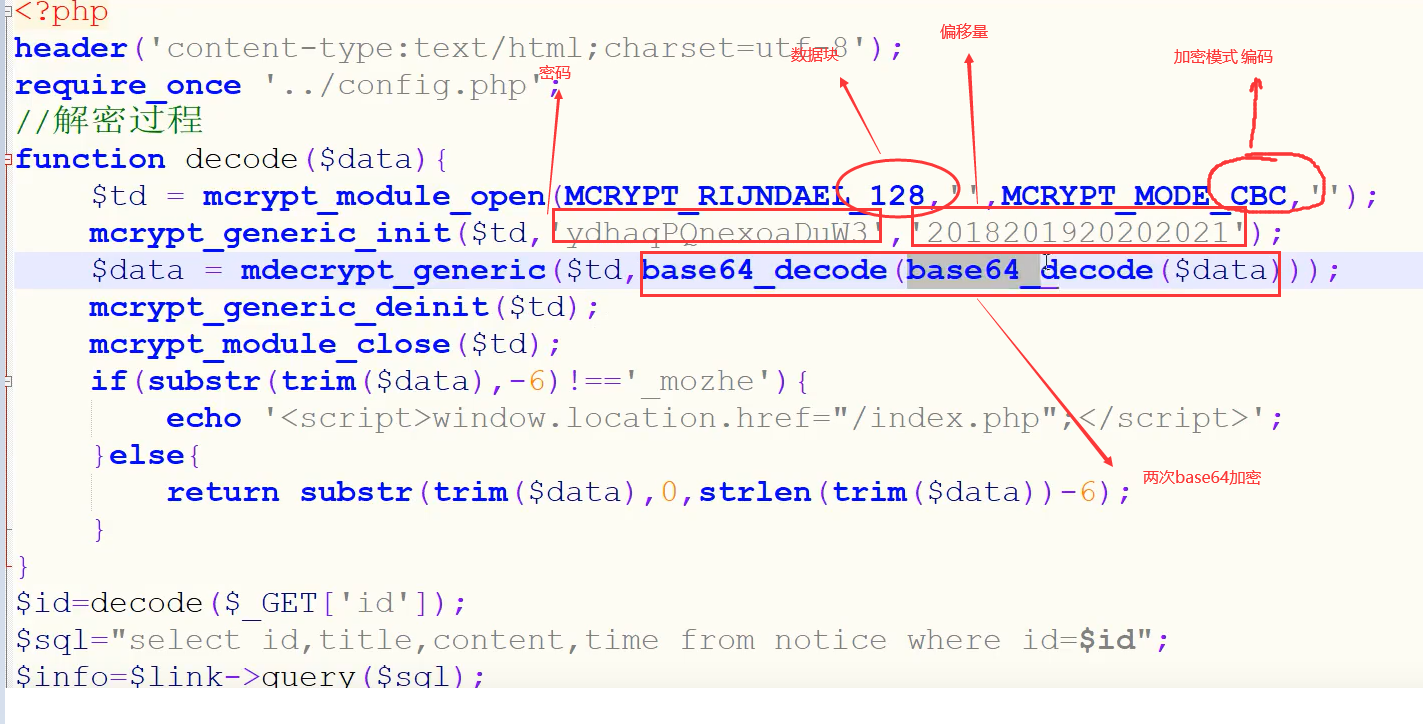 <?php
header('content-type:text/html;charset=utf-8');
require_once '../config.php';
//解密过程
function decode($data){
$td = mcrypt_module_open(MCRYPT_RIJNDAEL_128,'',MCRYPT_MODE_CBC,'');
mcrypt_generic_init($td,'ydhaqPQnexoaDuW3','2018201920202021');
$data = mdecrypt_generic($td,base64_decode(base64_decode($data)));
mcrypt_generic_deinit($td);
mcrypt_module_close($td);
if(substr(trim($data),-6)!=='_mozhe'){
echo '<script>window.location.href="/index.php";</script>';
}else{
return substr(trim($data),0,strlen(trim($data))-6);
}
}
$id=decode($_GET['id']);
$sql="select id,title,content,time from notice where id=$id";
$info=$link->query($sql);
密码
数据块
偏移量
加密模式 编码
两次base64加密